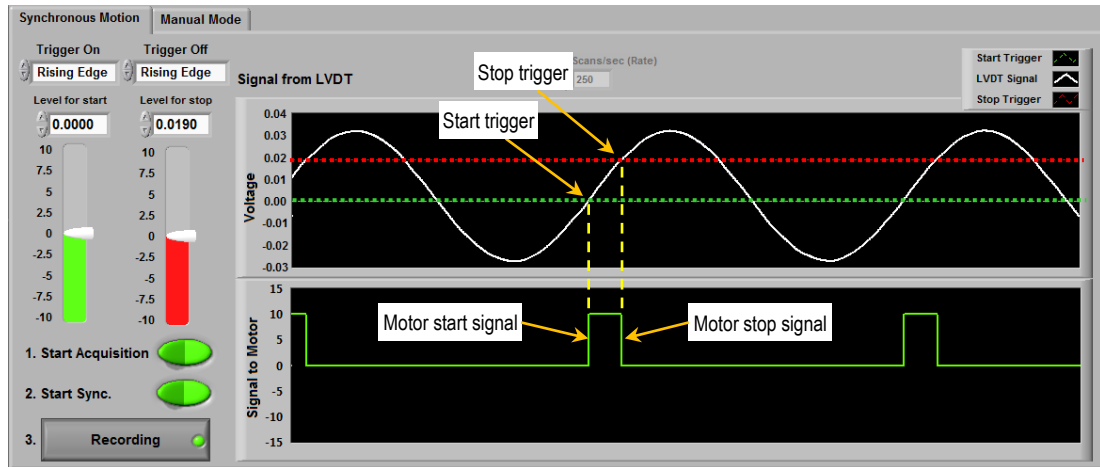 Synchronous Motion Manual Mode
Trigger On Trigger Off
Rising Edge Rising Edge
Level for start Level for stop
0.0000 0.0190
10 10
7.5 7.5
5 5
2.5 2.5
0 0
-2.5 -2.5
-5 -5
-7.5 -7.5
-10 -10
1. Start Acquisition
2. Start Sync.
3. Recording
Signal from LVDT
Scans/sec (Rate)
250
Start Trigger
LVDT Signal
Stop Trigger
Stop trigger
Start trigger
Voltage
0.04
0.03
0.02
0.01
0.00
-0.01
-0.02
-0.03
Signal to Motor
15
10
5
0
-5
-10
-15
Motor start signal
Motor stop signal